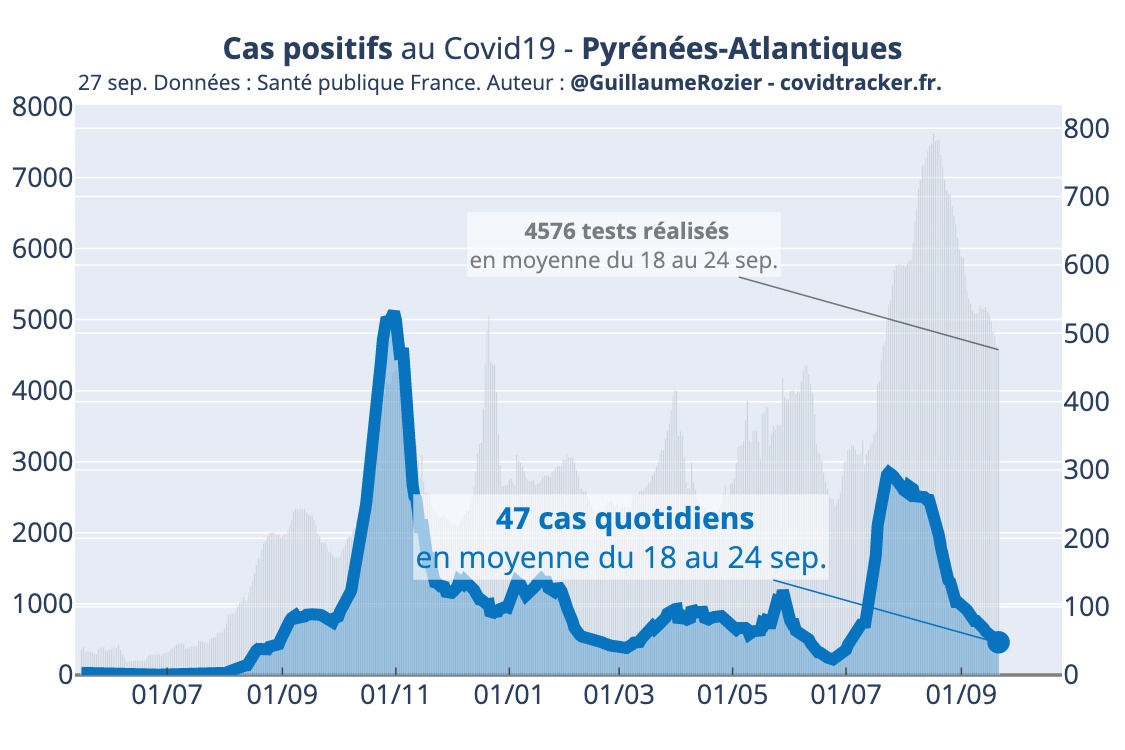 Cas positifs au Covid19 - Pyrénées-Atlantiques
27 sep. Données : Santé publique France. Auteur : @GuillaumeRozier - covidtracker.fr.
8000
7000
6000
5000
4000
3000
2000
1000
0
800
700
600
500
400
300
200
100
0
4576 tests réalisés
en moyenne du 18 au 24 sep.
47 cas quotidiens
en moyenne du 18 au 24 sep.
01/07 01/09 01/11 01/01 01/03 01/05 01/07 01/09